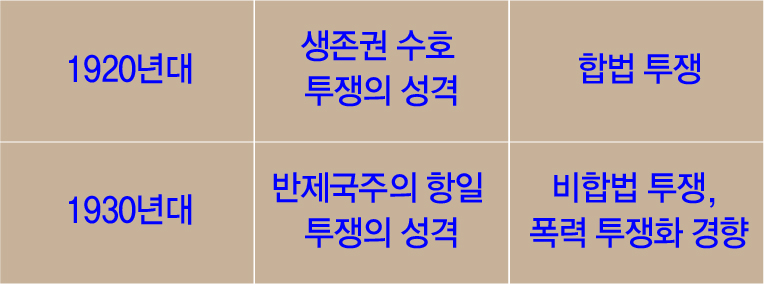 1920년대
생존권 수호
투쟁의 성격
합법 투쟁
1930년대
반제국주의 항일
투쟁의 성격
비합법 투쟁,
폭력 투쟁화 경향